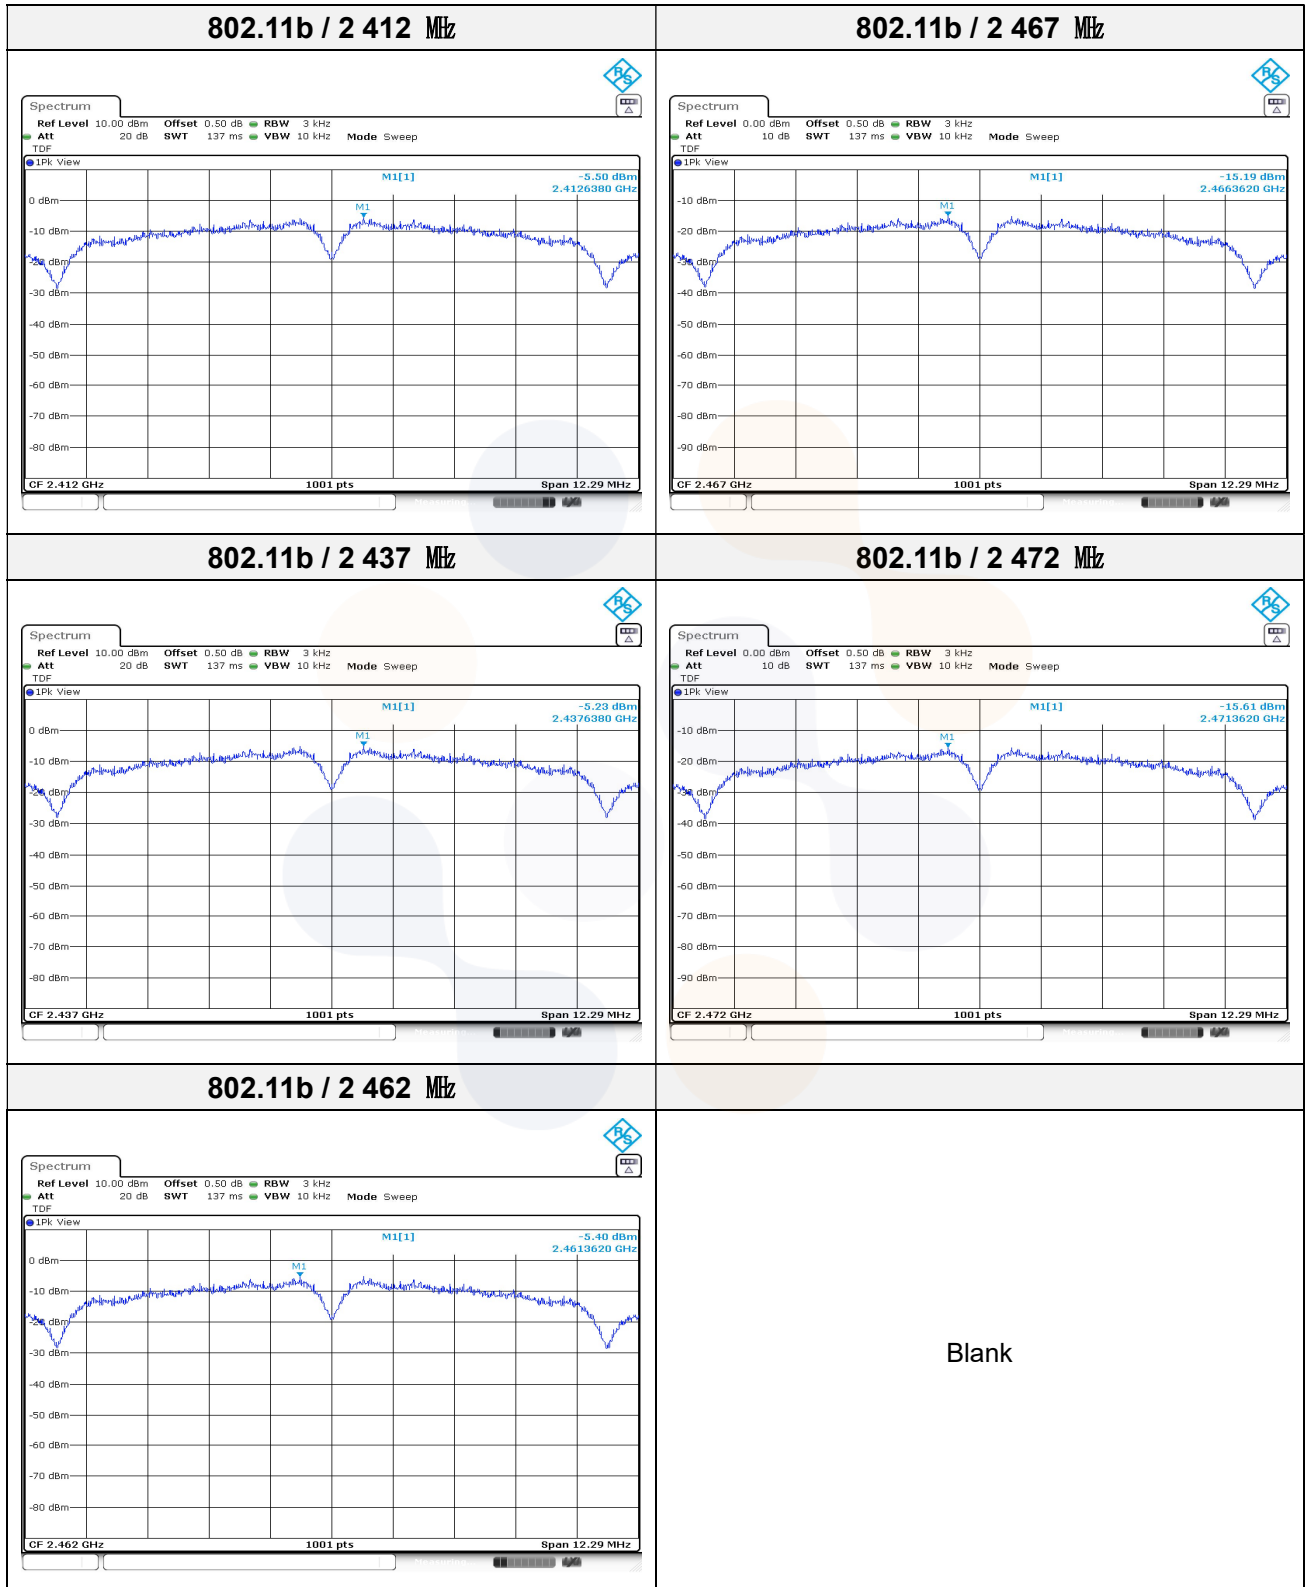 802.11b / 2 412 ㎒
802.11b / 2 467 ㎒
R&S
Spectrum
Ref Level 10.00 dBm Offset 0.50 dB RBW 3 kHz
Att 20 dB SWT 137 ms VBW 10 kHz Mode Sweep
TDF
1Pk View
M1[1] -5.50 dBm
2.4126380 GHz
M1
0 dBm
-10 dBm
-20 dBm
-30 dBm
-40 dBm
-50 dBm
-60 dBm
-70 dBm
-80 dBm
CF 2.412 GHz 1001 pts Span 12.29 MHz
R&S
Spectrum
Ref Level 0.00 dBm Offset 0.50 dB RBW 3 kHz
Att 10 dB SWT 137 ms VBW 10 kHz Mode Sweep
TDF
1Pk View
M1[1] -15.19 dBm
2.4663620 GHz
M1
-10 dBm
-20 dBm
-30 dBm
-40 dBm
-50 dBm
-60 dBm
-70 dBm
-80 dBm
-90 dBm
CF 2.467 GHz 1001 pts Span 12.29 MHz
802.11b / 2 437 ㎒
802.11b / 2 472 ㎒
R&S
Spectrum
Ref Level 10.00 dBm Offset 0.50 dB RBW 3 kHz
Att 20 dB SWT 137 ms VBW 10 kHz Mode Sweep
TDF
1Pk View
M1[1] -5.23 dBm
2.4376380 GHz
M1
0 dBm
-10 dBm
-20 dBm
-30 dBm
-40 dBm
-50 dBm
-60 dBm
-70 dBm
-80 dBm
CF 2.437 GHz 1001 pts Span 12.29 MHz
R&S
Spectrum
Ref Level 0.00 dBm Offset 0.50 dB RBW 3 kHz
Att 10 dB SWT 137 ms VBW 10 kHz Mode Sweep
TDF
1Pk View
M1[1] -15.61 dBm
2.4713620 GHz
M1
-10 dBm
-20 dBm
-30 dBm
-40 dBm
-50 dBm
-60 dBm
-70 dBm
-80 dBm
-90 dBm
CF 2.472 GHz 1001 pts Span 12.29 MHz
802.11b / 2 462 ㎒
R&S
Spectrum
Ref Level 10.00 dBm Offset 0.50 dB RBW 3 kHz
Att 20 dB SWT 137 ms VBW 10 kHz Mode Sweep
TDF
1Pk View
M1[1] -5.40 dBm
2.4613620 GHz
M1
0 dBm
-10 dBm
-20 dBm
-30 dBm
-40 dBm
-50 dBm
-60 dBm
-70 dBm
-80 dBm
CF 2.462 GHz 1001 pts Span 12.29 MHz
Blank